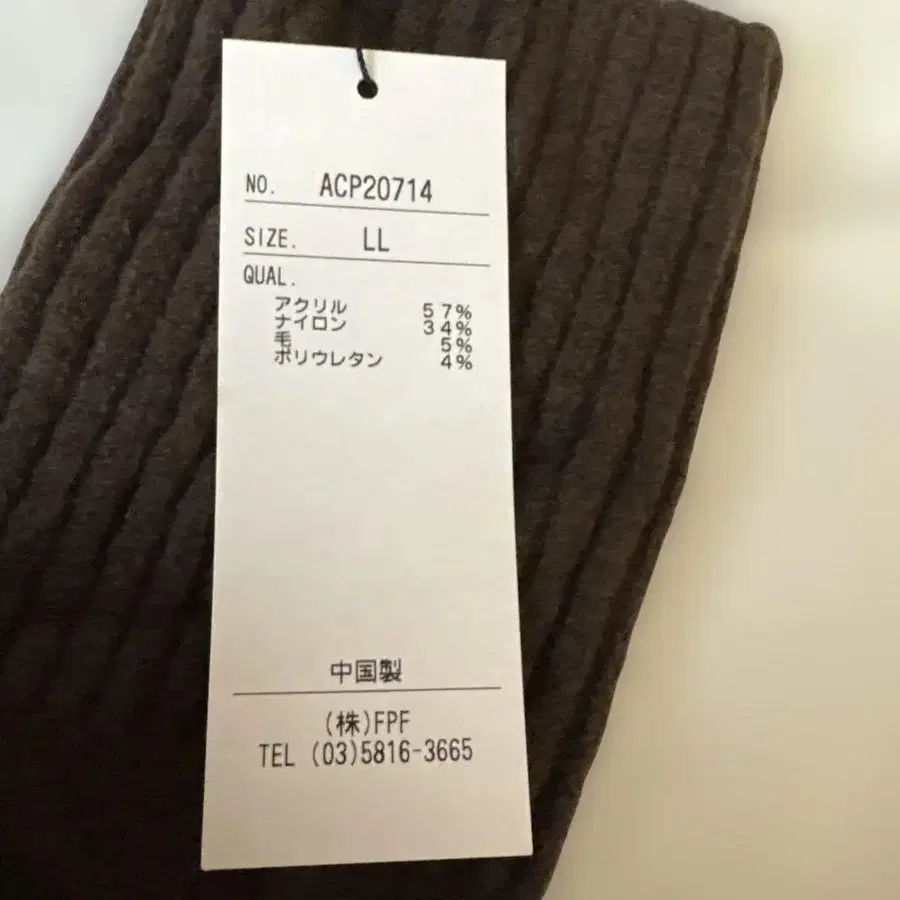 NO. ACP20714
SIZE. LL
QUAL.
アクリル 57%
ナイロン 34%
毛 5%
ポリウレタン 4%
中国製
(株)FPF
TEL (03)5816-3665